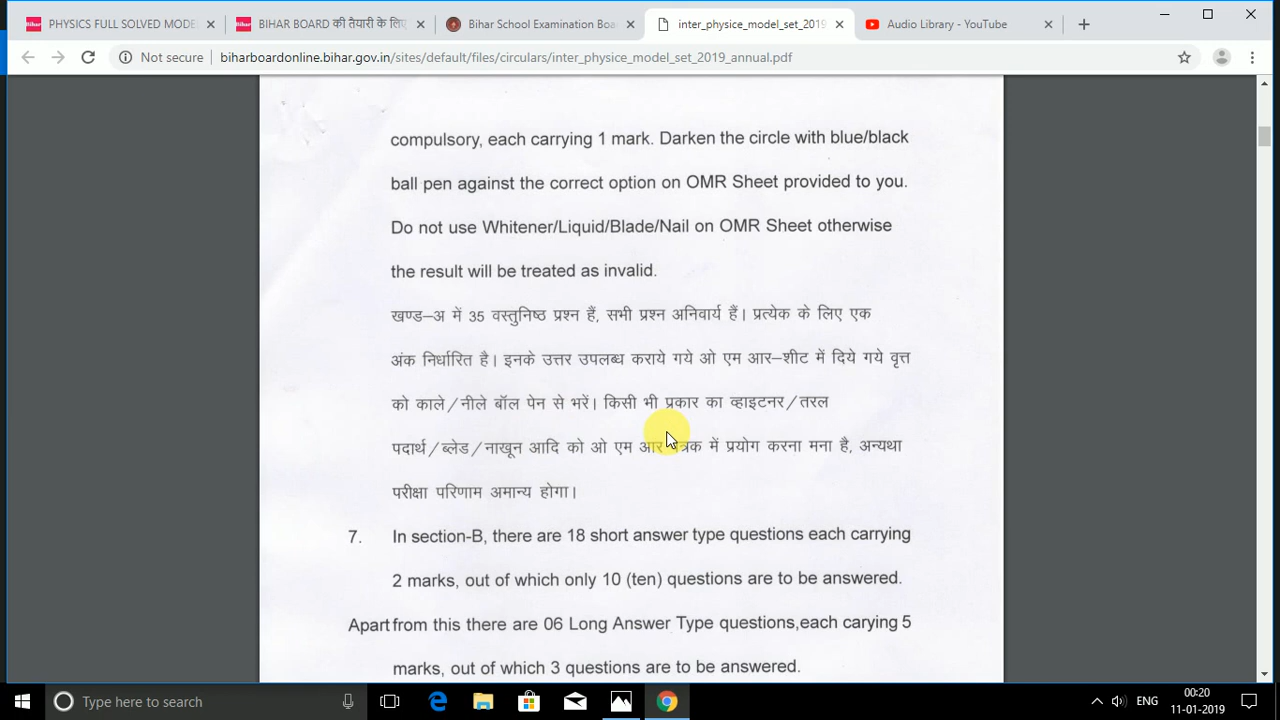 PHYSICS FULL SOLVED MODE
BIHAR BOARD की तैयारी के लिए
Bihar School Examination Boa
inter_physice_model_set_2019
Audio Library - YouTube
Not secure
biharboardonline.bihar.gov.in/sites/default/files/circulars/inter_physice_model_set_2019_annual.pdf
compulsory, each carrying 1 mark. Darken the circle with blue/black
ball pen against the correct option on OMR Sheet provided to you.
Do not use Whitener/Liquid/Blade/Nail on OMR Sheet otherwise
the result will be treated as invalid.
खण्ड–अ में 35 वस्तुनिष्ठ प्रश्न हैं, सभी प्रश्न अनिवार्य हैं। प्रत्येक के लिए एक
अंक निर्धारित है। इनके उत्तर उपलब्ध कराये गये ओ एम आर–शीट में दिये गये वृत्त
को काले/नीले बॉल पेन से भरें। किसी भी प्रकार का व्हाइटनर/तरल
पदार्थ/ब्लेड/नाखून आदि को ओ एम आर में प्रयोग करना मना है, अन्यथा
परीक्षा परिणाम अमान्य होगा।
7. In section-B, there are 18 short answer type questions each carrying
2 marks, out of which only 10 (ten) questions are to be answered.
Apart from this there are 06 Long Answer Type questions,each carying 5
marks, out of which 3 questions are to be answered.
Type here to search
ENG
00:20
11-01-2019